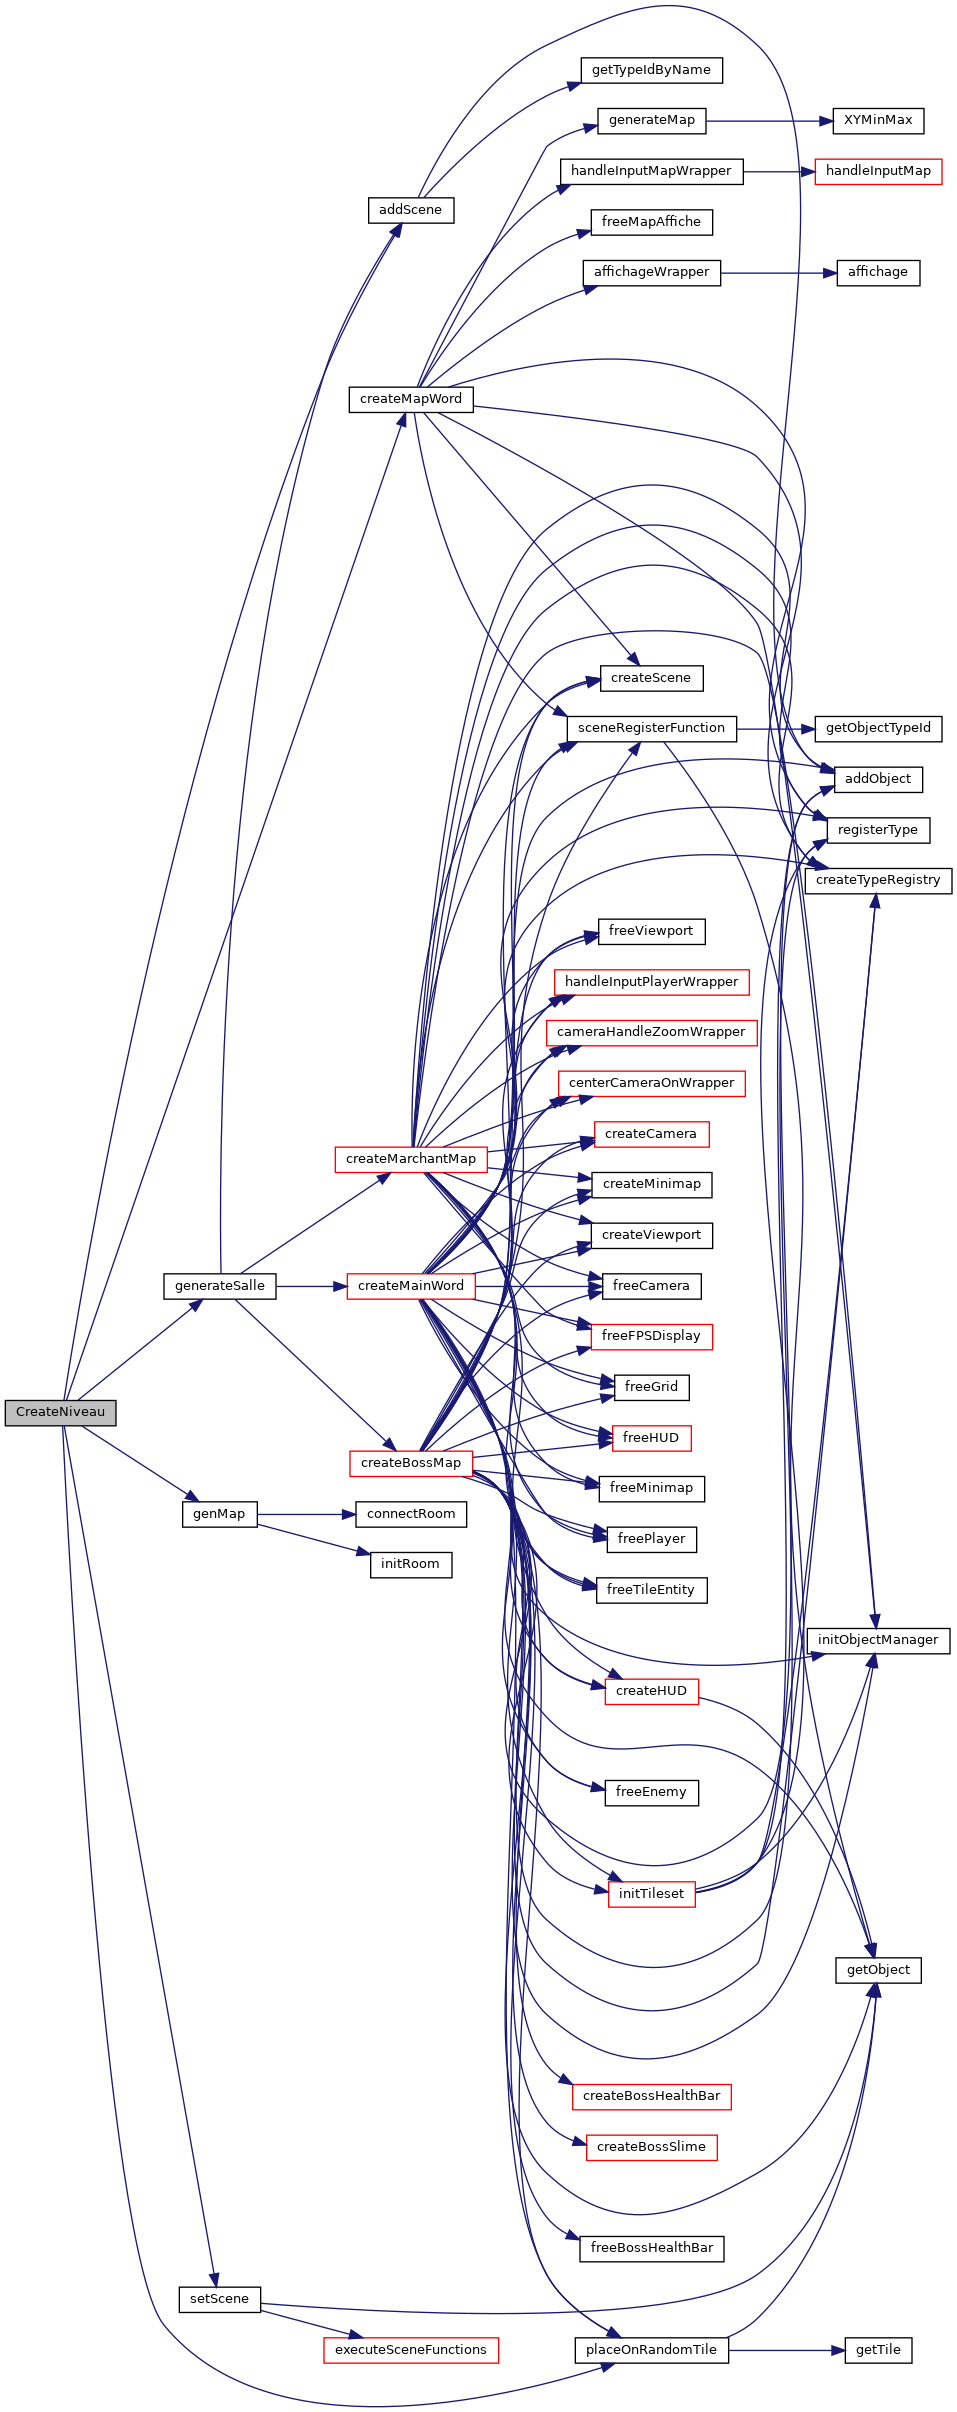 getTypeIdByName
generateMap
XYMinMax
handleInputMapWrapper
handleInputMap
addScene
freeMapAffiche
affichageWrapper
affichage
createMapWord
createScene
sceneRegisterFunction
getObjectTypeId
addObject
registerType
createTypeRegistry
freeViewport
handleInputPlayerWrapper
cameraHandleZoomWrapper
centerCameraOnWrapper
createCamera
createMarchantMap
createMinimap
createViewport
generateSalle
createMainWord
freeCamera
freeFPSDisplay
freeGrid
CreateNiveau
freeHUD
createBossMap
freeMinimap
genMap
connectRoom
freePlayer
initRoom
freeTileEntity
initObjectManager
createHUD
freeEnemy
initTileset
getObject
createBossHealthBar
createBossSlime
freeBossHealthBar
setScene
executeSceneFunctions
placeOnRandomTile
getTile